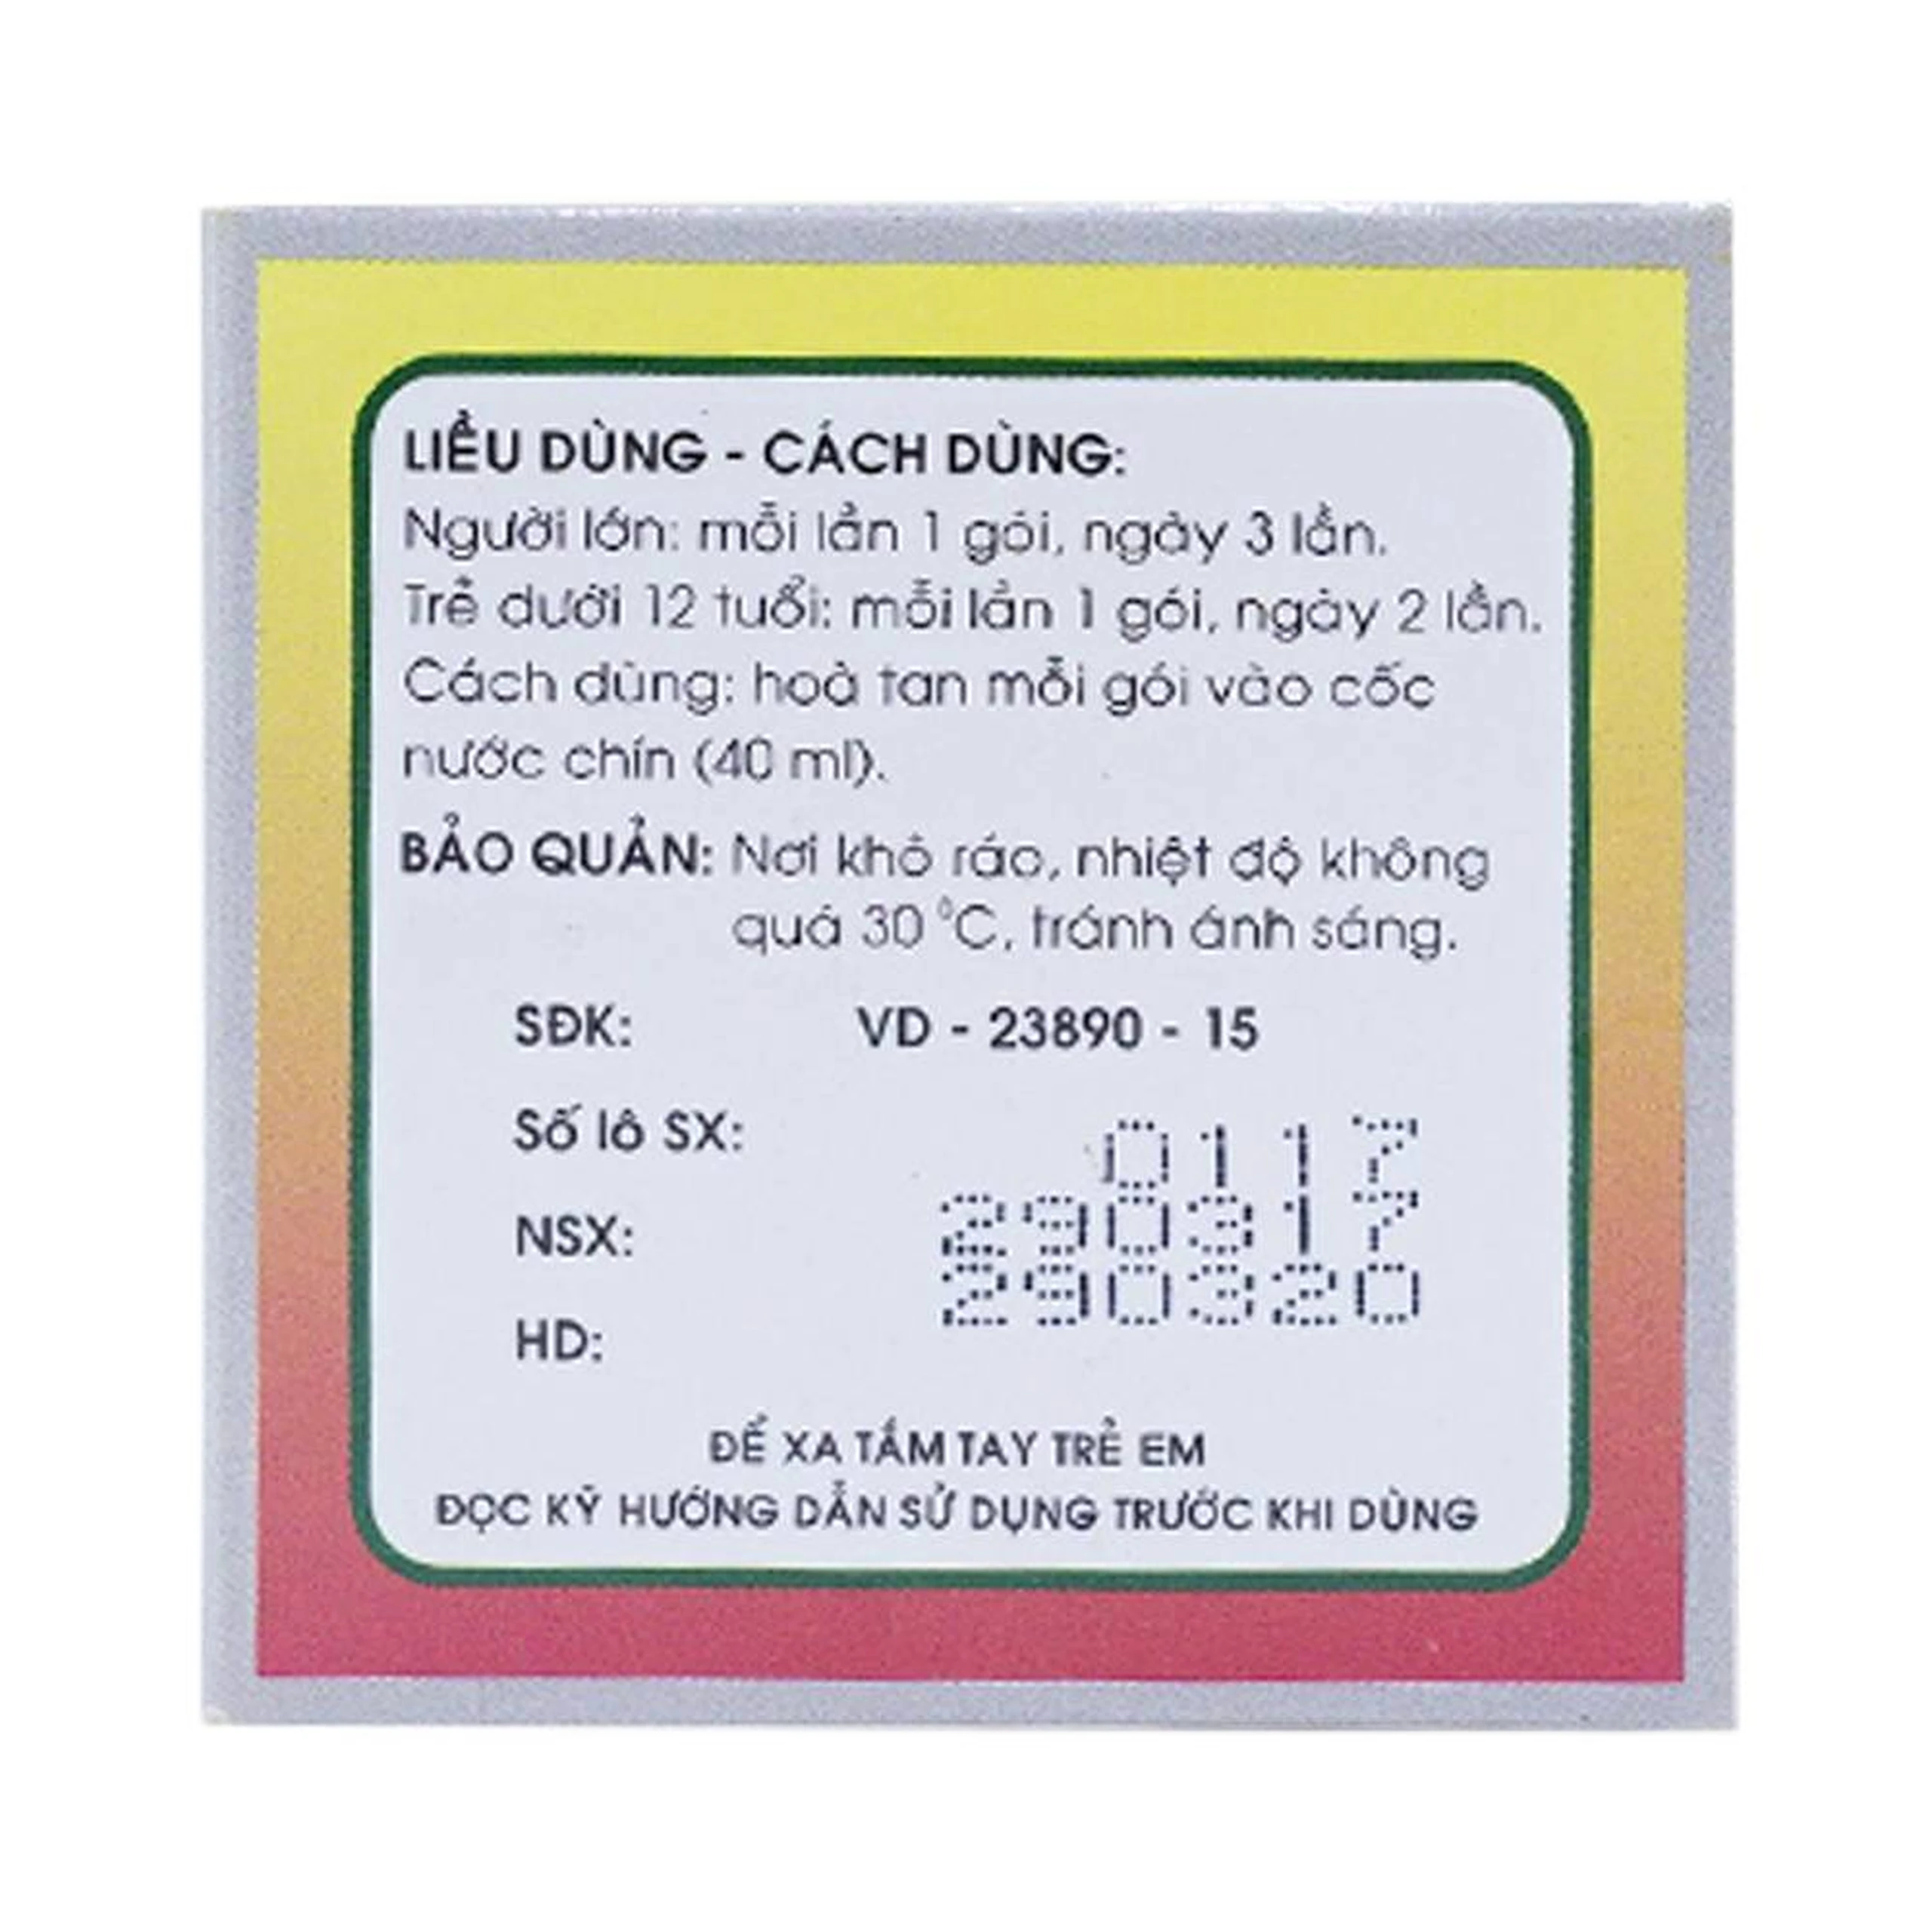 LIỀU DÙNG - CÁCH DÙNG:
Người lớn: mỗi lần 1 gói, ngày 3 lần.
Trẻ dưới 12 tuổi: mỗi lần 1 gói, ngày 2 lần.
Cách dùng: hoà tan mỗi gói vào cốc
nước chín (40 ml).
BẢO QUẢN: Nơi khô ráo, nhiệt độ không
quá 30 ⁰C, tránh ánh sáng.
SĐK: VD - 23890 - 15
Số lô SX: 0117
NSX: 290317
HD: 290320
ĐỂ XA TẦM TAY TRẺ EM
ĐỌC KỸ HƯỚNG DẪN SỬ DỤNG TRƯỚC KHI DÙNG